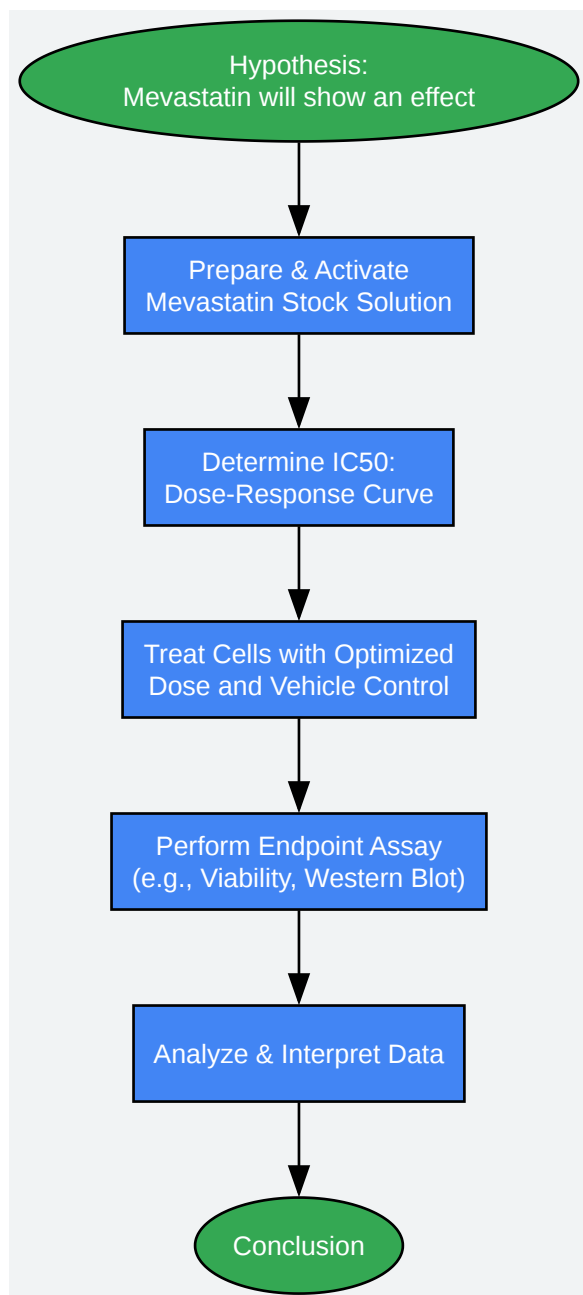 Hypothesis:
Mevastatin will show an effect
Prepare & Activate
Mevastatin Stock Solution
Determine IC50:
Dose-Response Curve
Treat Cells with Optimized
Dose and Vehicle Control
Perform Endpoint Assay
(e.g., Viability, Western Blot)
Analyze & Interpret Data
Conclusion